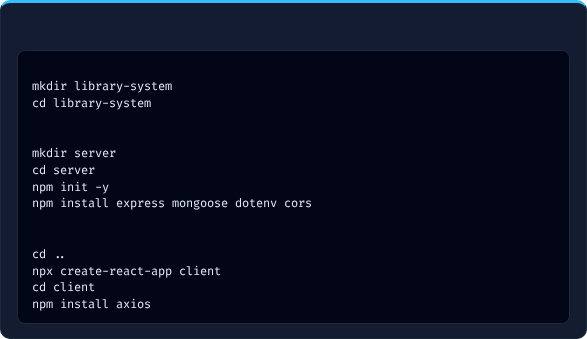 mkdir library-system
cd library-system
mkdir server
cd server
npm init -y
npm install express mongoose dotenv cors
cd ..
npx create-react-app client
cd client
npm install axios